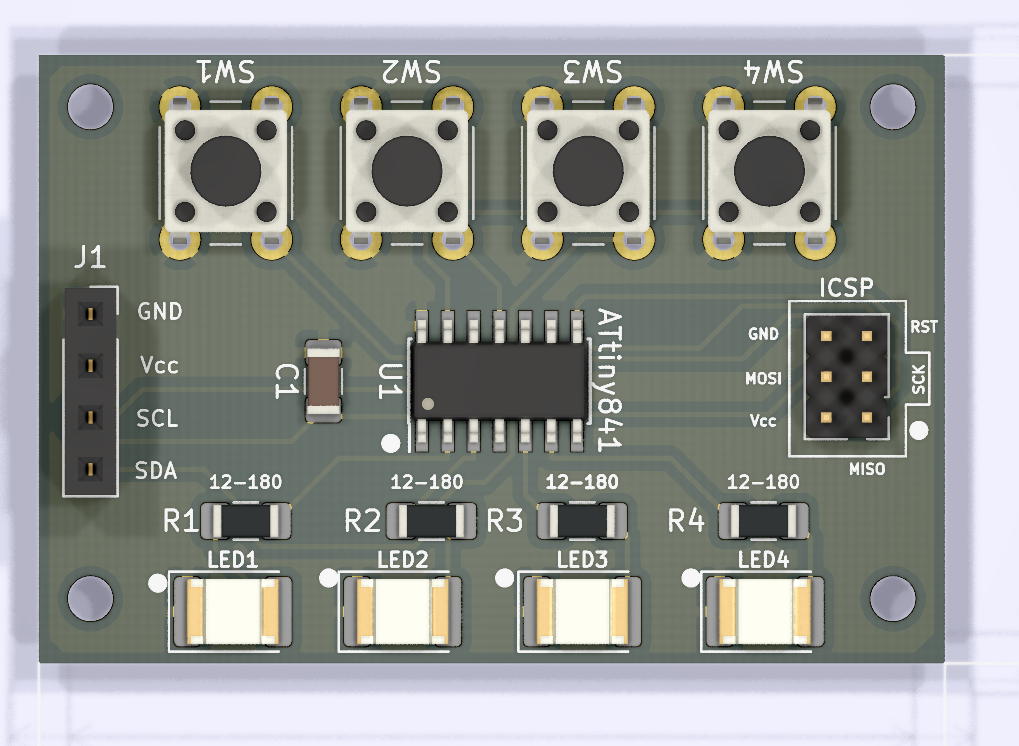 SW1
SW2
SW3
SW4
J1
GND
Vcc
SCL
SDA
C1
U1
ATtiny841
ICSP
GND
RST
MOSI
SCK
Vcc
MISO
12-180
12-180
12-180
12-180
R1
R2
R3
R4
LED1
LED2
LED3
LED4